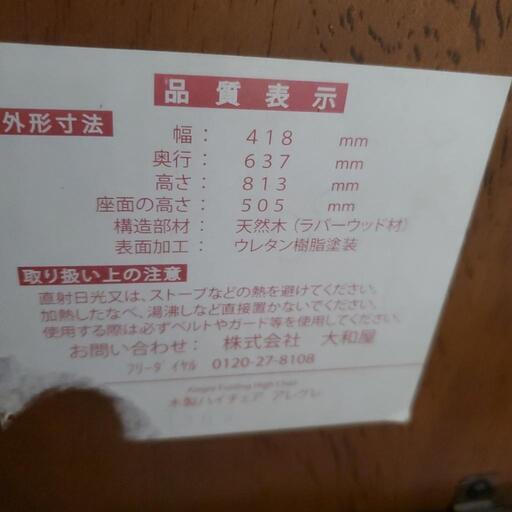 品質表示
外形寸法
幅： 418 mm
奥行： 637 mm
高さ： 813 mm
座面の高さ： 505 mm
構造部材： 天然木（ラバーウッド材）
表面加工： ウレタン樹脂塗装
取り扱い上の注意
直射日光又は、ストーブなどの熱を避けてください。
加熱したなべ、湯沸しなど直接置かないでください。
使用する際は必ずベルトやガード等を使用してください。
お問い合わせ： 株式会社 大和屋
ﾌﾘｰﾀﾞｲﾔﾙ 0120-27-8108
Folding High Chair
木製ハイチェア アレグレ